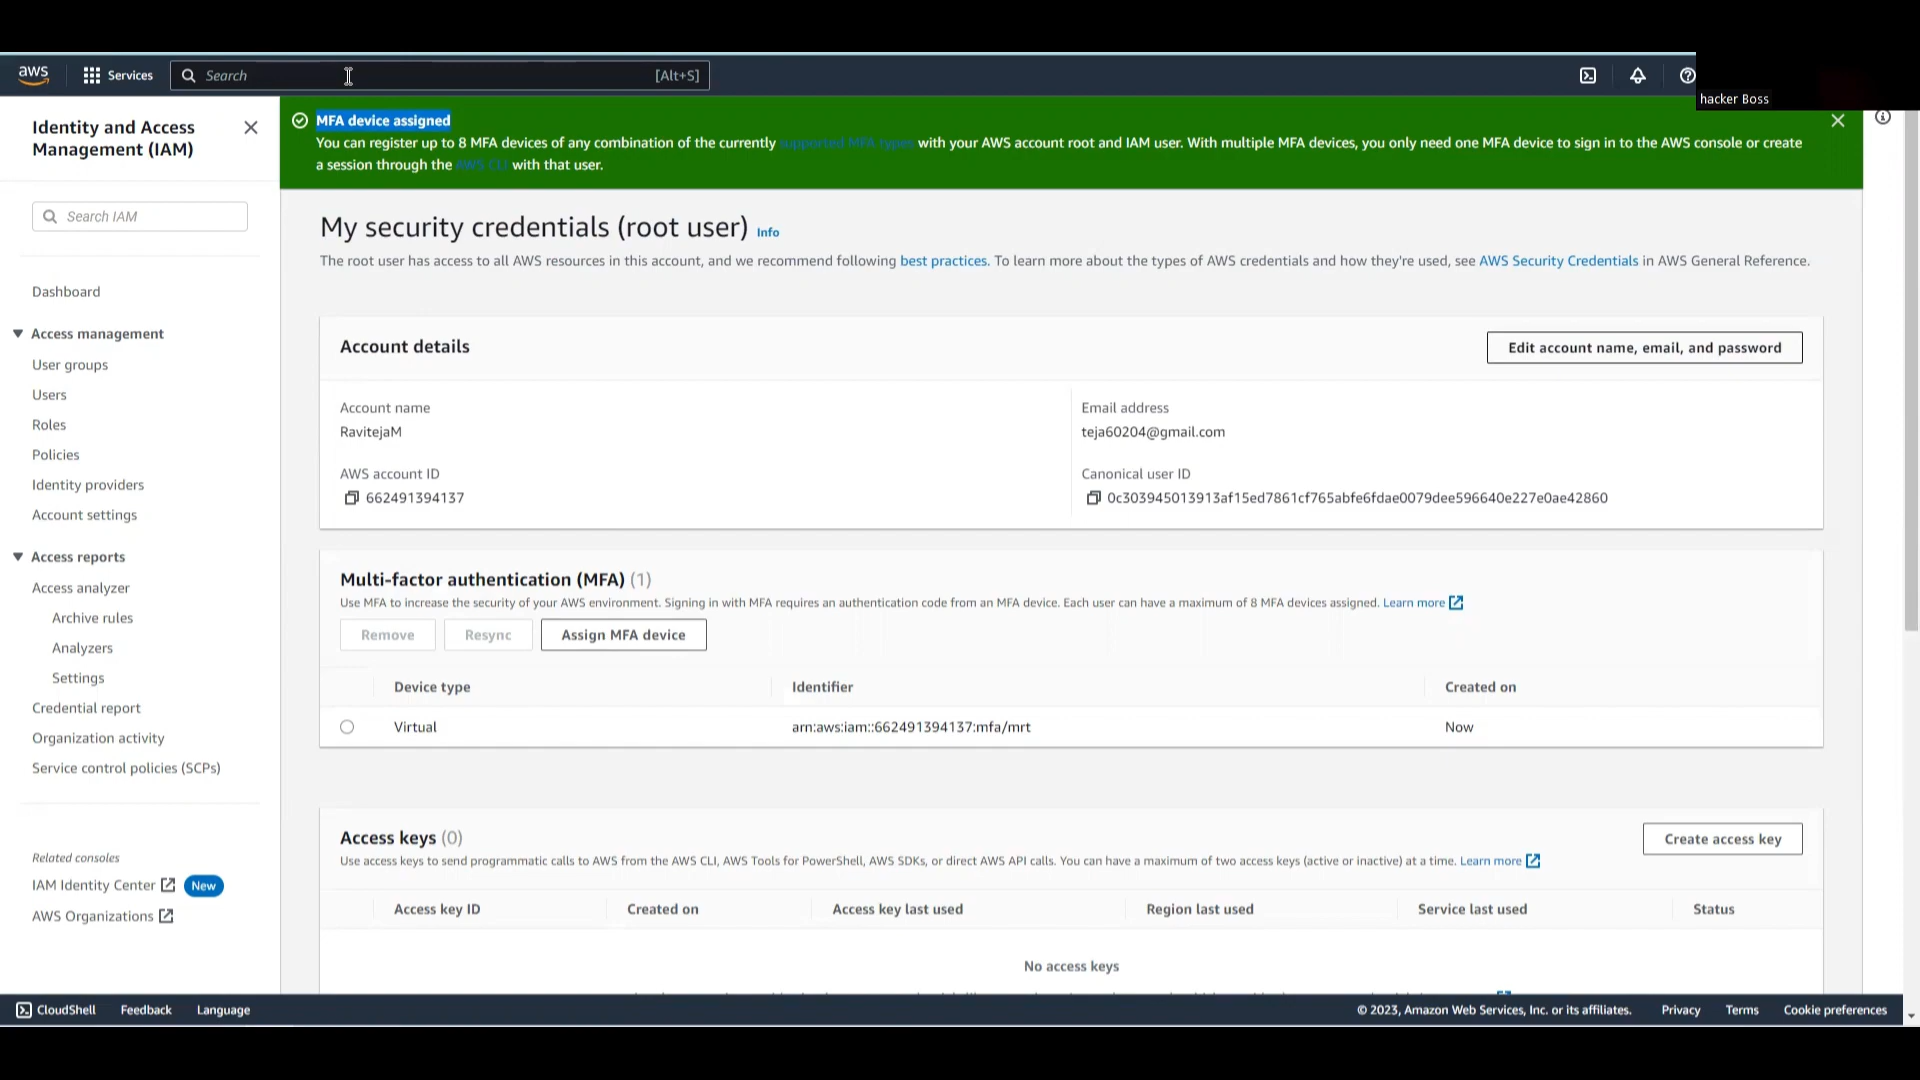 aws
Services
Search
[Alt+S]
hacker Boss
Identity and Access
Management (IAM)
Search IAM
Dashboard
Access management
User groups
Users
Roles
Policies
Identity providers
Account settings
Access reports
Access analyzer
Archive rules
Analyzers
Settings
Credential report
Organization activity
Service control policies (SCPs)
Related consoles
IAM Identity Center New
AWS Organizations
MFA device assigned
You can register up to 8 MFA devices of any combination of the currently supported MFA types with your AWS account root and IAM user. With multiple MFA devices, you only need one MFA device to sign in to the AWS console or create
a session through the AWS CLI with that user.
My security credentials (root user) Info
The root user has access to all AWS resources in this account, and we recommend following best practices. To learn more about the types of AWS credentials and how they're used, see AWS Security Credentials in AWS General Reference.
Account details
Edit account name, email, and password
Account name
RavitejaM
Email address
teja60204@gmail.com
AWS account ID
662491394137
Canonical user ID
0c303945013913af15ed7861cf765abfe6fdae0079dee596640e227e0ae42860
Multi-factor authentication (MFA) (1)
Use MFA to increase the security of your AWS environment. Signing in with MFA requires an authentication code from an MFA device. Each user can have a maximum of 8 MFA devices assigned. Learn more
Remove
Resync
Assign MFA device
Device type
Identifier
Created on
Virtual
arn:aws:iam::662491394137:mfa/mrt
Now
Access keys (0)
Create access key
Use access keys to send programmatic calls to AWS from the AWS CLI, AWS Tools for PowerShell, AWS SDKs, or direct AWS API calls. You can have a maximum of two access keys (active or inactive) at a time. Learn more
Access key ID
Created on
Access key last used
Region last used
Service last used
Status
No access keys
CloudShell
Feedback
Language
© 2023, Amazon Web Services, Inc. or its affiliates.
Privacy
Terms
Cookie preferences